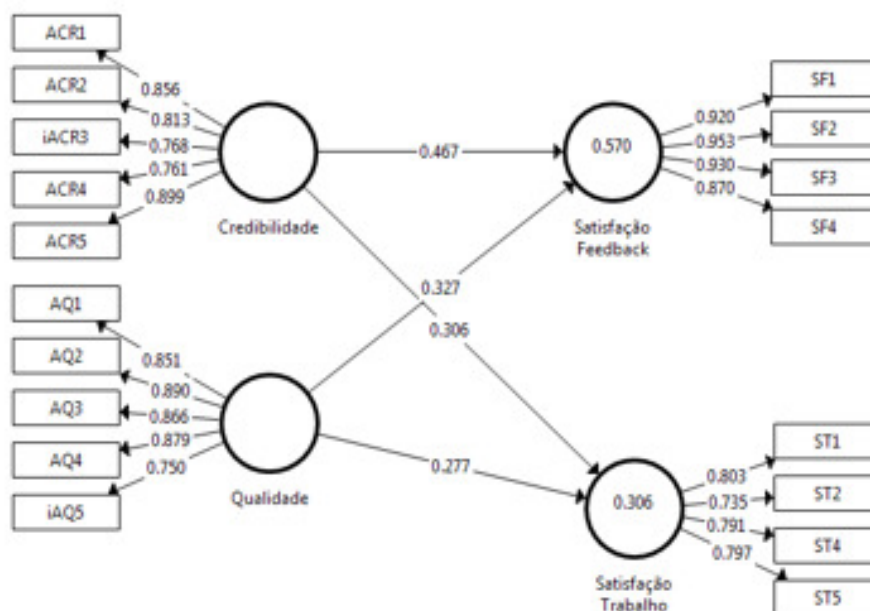 ACR1
ACR2
iACR3
ACR4
ACR5
0.856
0.813
0.768
0.761
0.899
Credibilidade
AQ1
AQ2
AQ3
AQ4
iAQ5
0.851
0.890
0.866
0.879
0.750
Qualidade
0.467
0.327
0.306
0.277
0.570
Satisfação
Feedback
0.920
0.953
0.930
0.870
SF1
SF2
SF3
SF4
0.306
Satisfação
Trabalho
0.803
0.735
0.791
0.797
ST1
ST2
ST4
ST5